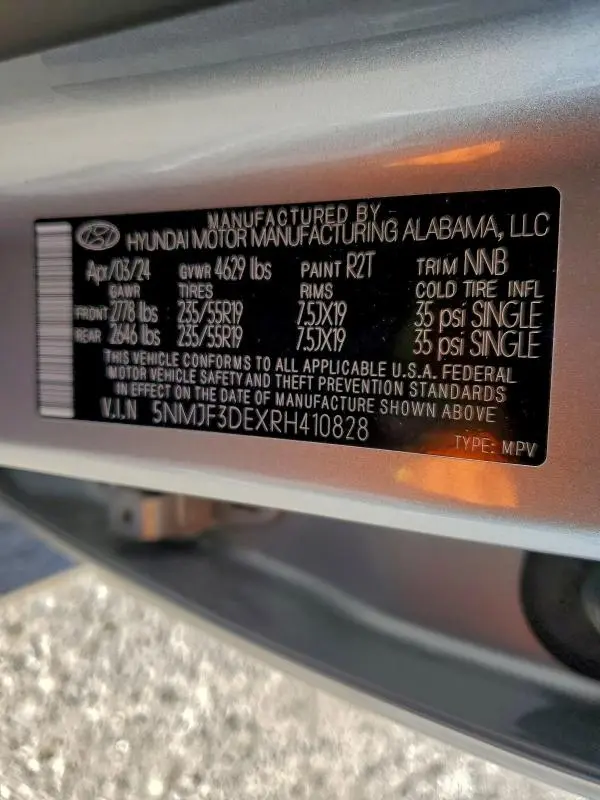 MANUFACTURED BY
HYUNDAI MOTOR MANUFACTURING ALABAMA, LLC
Apr/03/24 GVWR 4629 lbs PAINT R2T TRIM NNB
GAWR TIRES RIMS COLD TIRE INFL
FRONT 2778 lbs 235/55R19 7.5JX19 35 psi SINGLE
REAR 2646 lbs 235/55R19 7.5JX19 35 psi SINGLE
THIS VEHICLE CONFORMS TO ALL APPLICABLE U.S.A. FEDERAL
MOTOR VEHICLE SAFETY AND THEFT PREVENTION STANDARDS
IN EFFECT ON THE DATE OF MANUFACTURE SHOWN ABOVE
V.I.N 5NMJF3DEXRH410828
TYPE: MPV